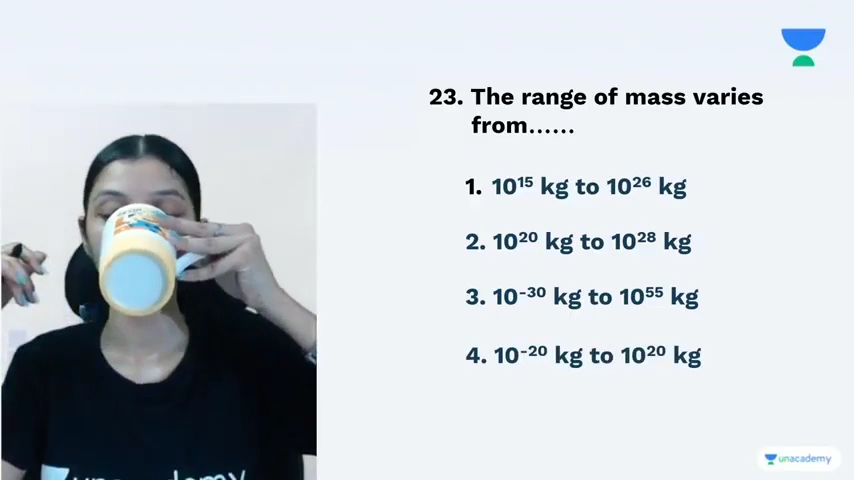 23. The range of mass varies
from......
1. 10¹⁵ kg to 10²⁶ kg
2. 10²⁰ kg to 10²⁸ kg
3. 10⁻³⁰ kg to 10⁵⁵ kg
4. 10⁻²⁰ kg to 10²⁰ kg
unacademy
unacademy